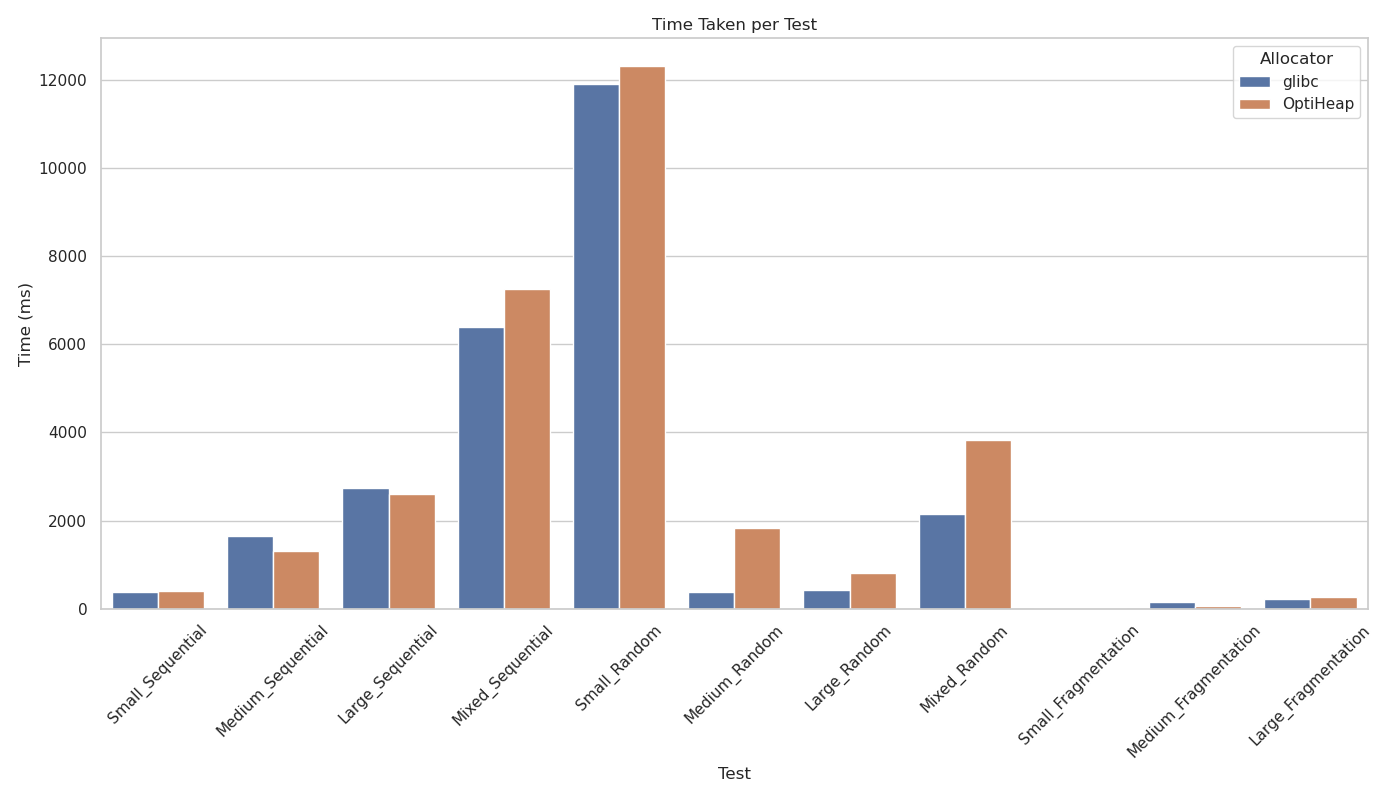 Time Taken per Test
Allocator
glibc
OptiHeap
Time (ms)
12000
10000
8000
6000
4000
2000
0
Small_Sequential
Medium_Sequential
Large_Sequential
Mixed_Sequential
Small_Random
Medium_Random
Large_Random
Mixed_Random
Small_Fragmentation
Medium_Fragmentation
Large_Fragmentation
Test